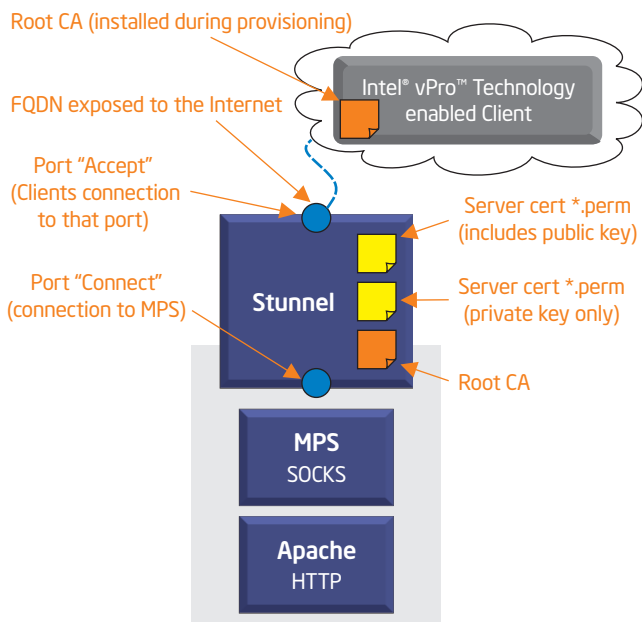 Root CA (installed during provisioning)
Intel® vPro™ Technology
enabled Client
FQDN exposed to the Internet
Port “Accept”
(Clients connection
to that port)
Server cert *.perm
(includes public key)
Port “Connect”
(connection to MPS)
Stunnel
Server cert *.perm
(private key only)
Root CA
MPS
SOCKS
Apache
HTTP